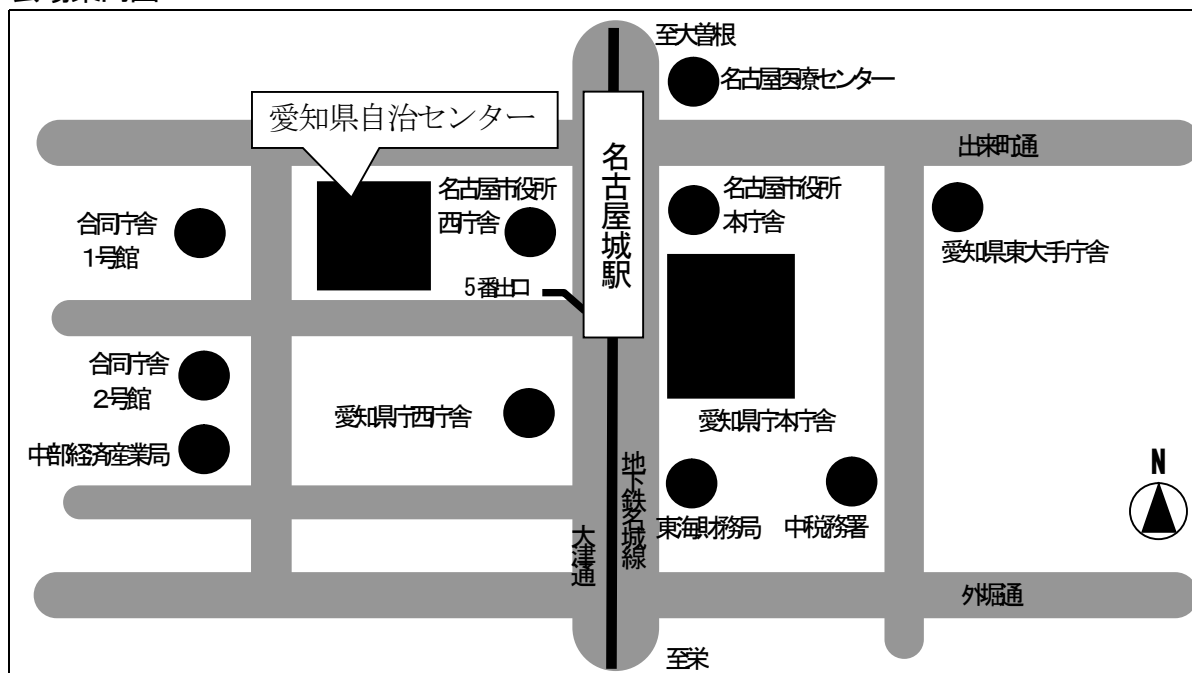 至大曽根
名古屋医療センター
愛知県自治センター
出来町通
名古屋城駅
名古屋市役所
西庁舎
名古屋市役所
本庁舎
合同庁舎
1号館
愛知県東大手庁舎
5番出口
合同庁舎
2号館
愛知県庁西庁舎
愛知県庁本庁舎
中部経済産業局
地下鉄名城線
N
東海財務局
中税務署
大津通
外堀通
至栄